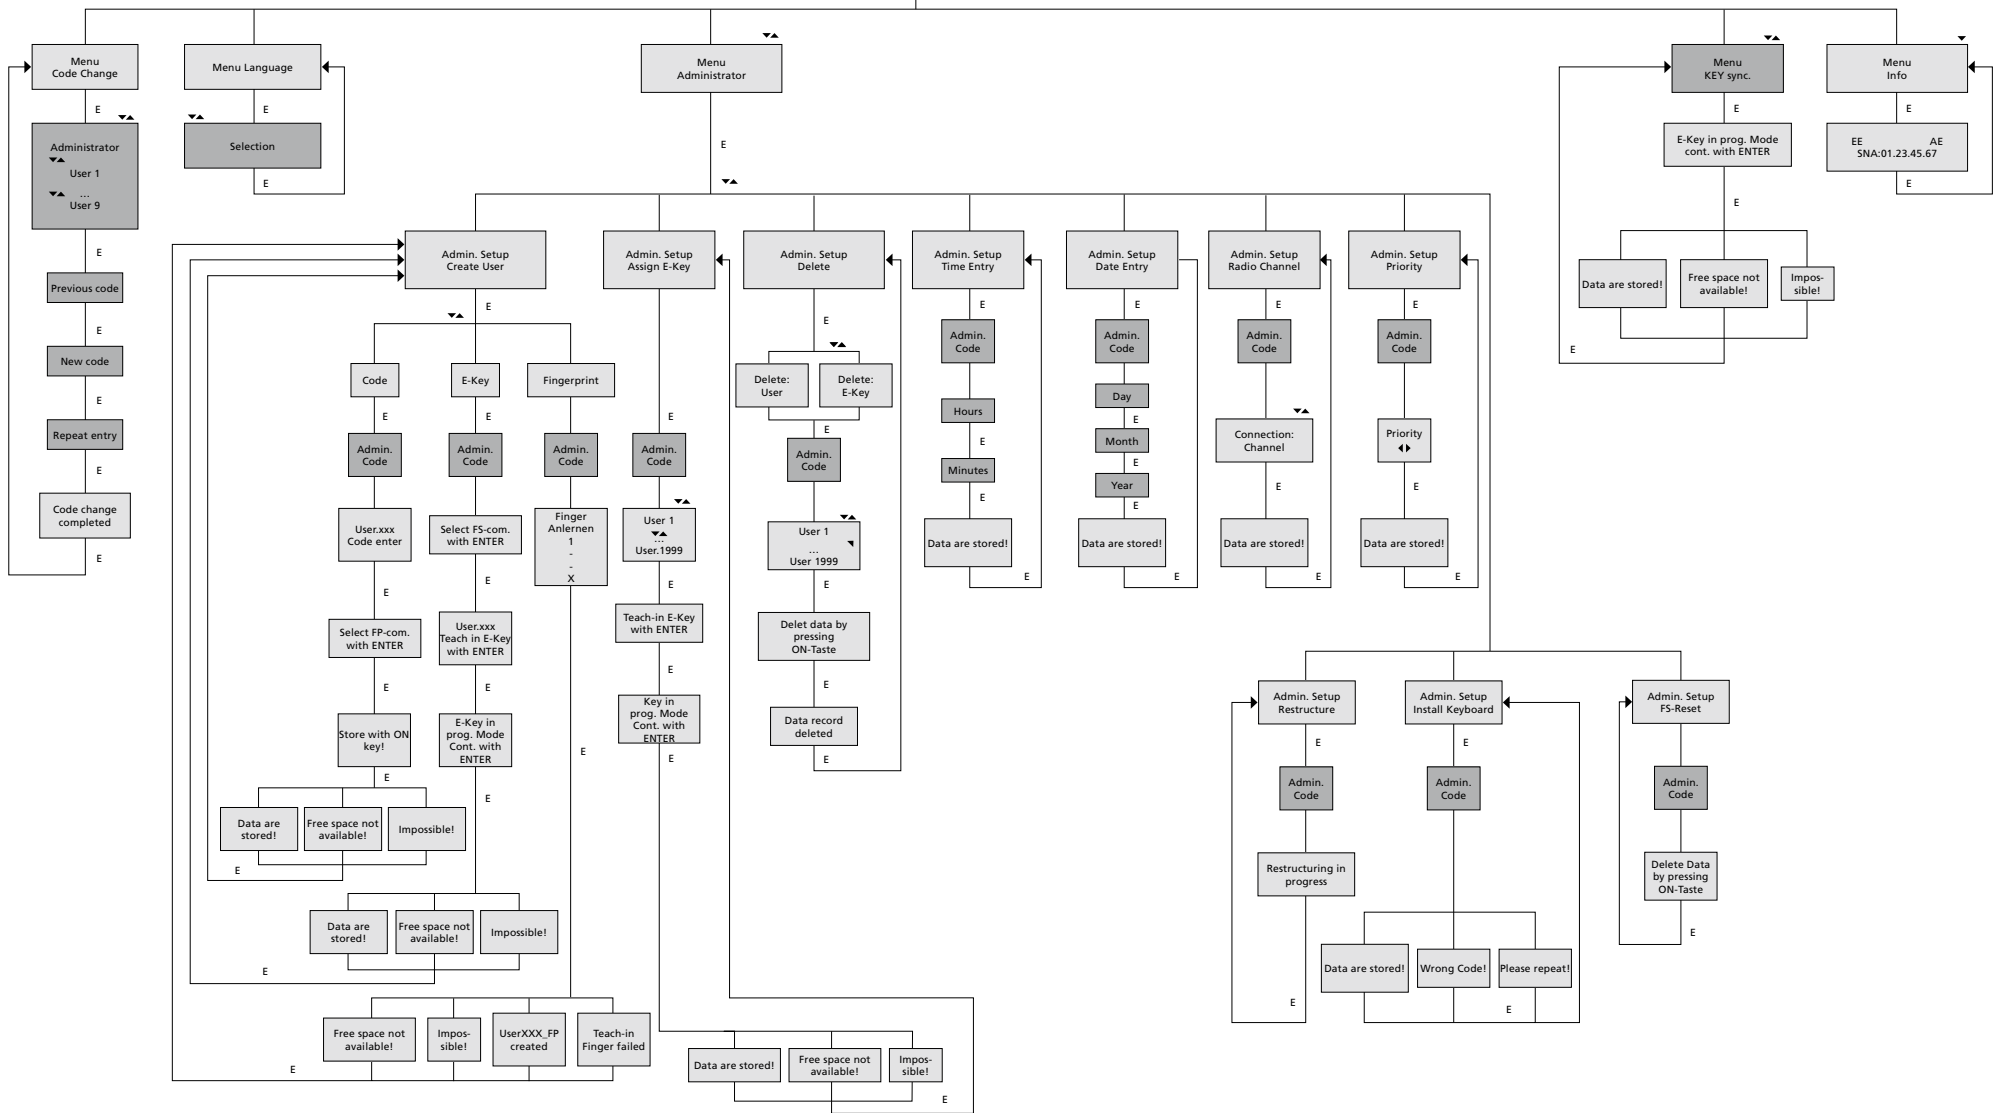 Menu
Code Change
E
Administrator
User 1
...
User 9
E
Previous code
E
New code
E
Repeat entry
E
Code change
completed
E
Menu Language
E
Selection
E
Menu
Administrator
E
Admin. Setup
Create User
E
Code
E
Admin.
Code
User.xxx
Code enter
E
Select FP-com.
with ENTER
E
Store with ON
key!
E
Data are
stored!
Free space not
available!
Impossible!
E
E-Key
E
Admin.
Code
Select FS-com.
with ENTER
E
User.xxx
Teach in E-Key
with ENTER
E
E-Key in
prog. Mode
Cont. with
ENTER
E
Data are
stored!
Free space not
available!
Impossible!
E
Fingerprint
Admin.
Code
Finger
Anlernen
1
-
-
X
E
Free space not
available!
Impos-
sible!
UserXXX_FP
created
Teach-in
Finger failed
E
Admin. Setup
Assign E-Key
E
Admin.
Code
User 1
...
User.1999
E
Teach-in E-Key
with ENTER
E
Key in
prog. Mode
Cont. with
ENTER
E
Data are stored!
Free space not
available!
Impos-
sible!
E
Admin. Setup
Delete
E
Delete:
User
Delete:
E-Key
E
Admin.
Code
User 1
...
User 1999
E
Delet data by
pressing
ON-Taste
E
Data record
deleted
E
Admin. Setup
Time Entry
E
Admin.
Code
Hours
E
Minutes
E
Data are stored!
E
Admin. Setup
Date Entry
E
Admin.
Code
Day
E
Month
E
Year
E
Data are stored!
E
Admin. Setup
Radio Channel
E
Admin.
Code
Connection:
Channel
E
Data are stored!
E
Admin. Setup
Priority
E
Admin.
Code
Priority
E
Data are stored!
E
Admin. Setup
Restructure
E
Admin.
Code
Restructuring in
progress
E
Admin. Setup
Install Keyboard
E
Admin.
Code
Data are stored!
Wrong Code!
Please repeat!
E
Admin. Setup
FS-Reset
Admin.
Code
Delete Data
by pressing
ON-Taste
E
Menu
KEY sync.
E
E-Key in prog. Mode
cont. with ENTER
E
Data are stored!
Free space not
available!
Impos-
sible!
E
Menu
Info
E
EE AE
SNA:01.23.45.67
E